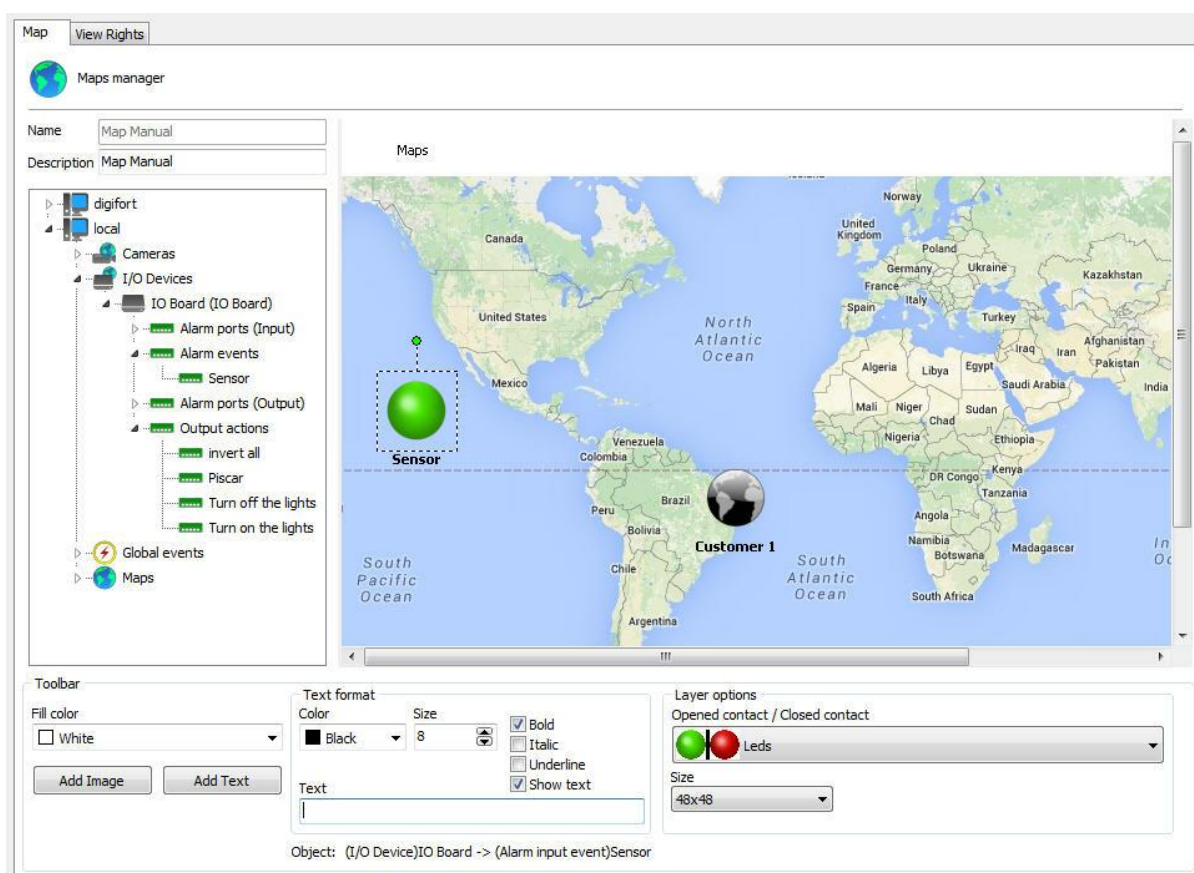 Map View Rights
Maps manager
Name Map Manual
Description Map Manual
digifort
local
Cameras
I/O Devices
IO Board (IO Board)
Alarm ports (Input)
Alarm events
Sensor
Alarm ports (Output)
Output actions
invert all
Piscar
Turn off the lights
Turn on the lights
Global events
Maps
Maps
Norway
United
Kingdom
Canada
Poland
Germany
Ukraine
Kazakhstan
France
Italy
Spain
United States
North
Atlantic
Ocean
Turkey
Afghanistan
Iraq
Iran
Pakistan
Algeria
Libya
Egypt
Saudi Arabia
India
Mexico
Mali
Niger
Chad
Sudan
Nigeria
Ethiopia
Venezuela
Colombia
Sensor
DR Congo
Kenya
Tanzania
Brazil
Peru
Angola
Bolivia
Customer 1
Namibia
Botswana
Madagascar
In
Oc
South
Pacific
Ocean
Chile
South
Atlantic
Ocean
South Africa
Argentina
Toolbar
Fill color
White
Add Image Add Text
Text format
Color Size
Black 8
Bold
Italic
Underline
Show text
Text
Layer options
Opened contact / Closed contact
Leds
Size
48x48
Object: (I/O Device)IO Board -> (Alarm input event)Sensor